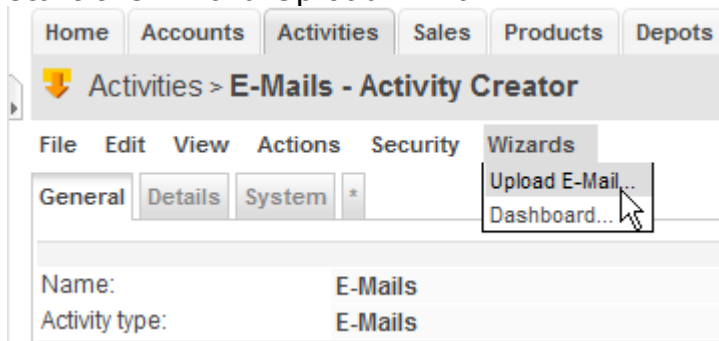 Home Accounts Activities Sales Products Depots
Activities > E-Mails - Activity Creator
File Edit View Actions Security Wizards
Upload E-Mail...
General Details System *
Dashboard...
Name: E-Mails
Activity type: E-Mails